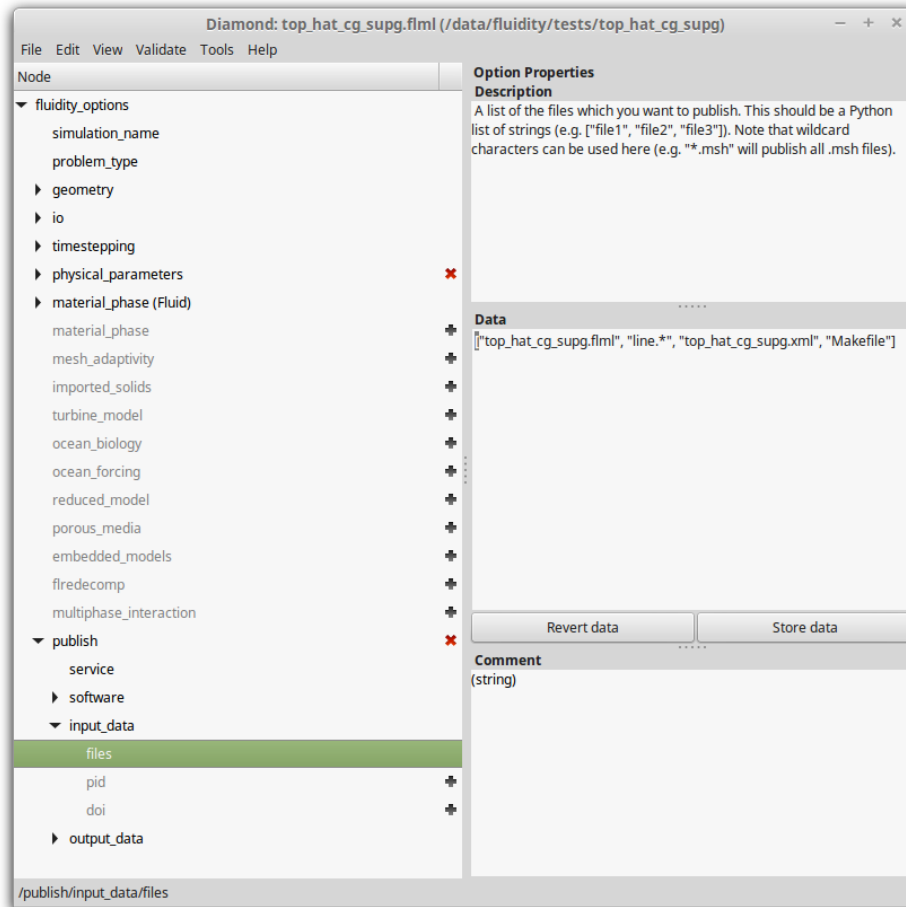 Diamond: top_hat_cg_supg.flml (/data/fluidity/tests/top_hat_cg_supg)
File Edit View Validate Tools Help
Node
fluidity_options
simulation_name
problem_type
geometry
io
timestepping
physical_parameters
material_phase (Fluid)
material_phase
mesh_adaptivity
imported_solids
turbine_model
ocean_biology
ocean_forcing
reduced_model
porous_media
embedded_models
flredecomp
multiphase_interaction
publish
service
software
input_data
files
pid
doi
output_data
/publish/input_data/files
Option Properties
Description
A list of the files which you want to publish. This should be a Python
list of strings (e.g. ["file1", "file2", "file3"]). Note that wildcard
characters can be used here (e.g. "*.msh" will publish all .msh files).
Data
["top_hat_cg_supg.flml", "line.*", "top_hat_cg_supg.xml", "Makefile"]
Revert data
Store data
Comment
(string)